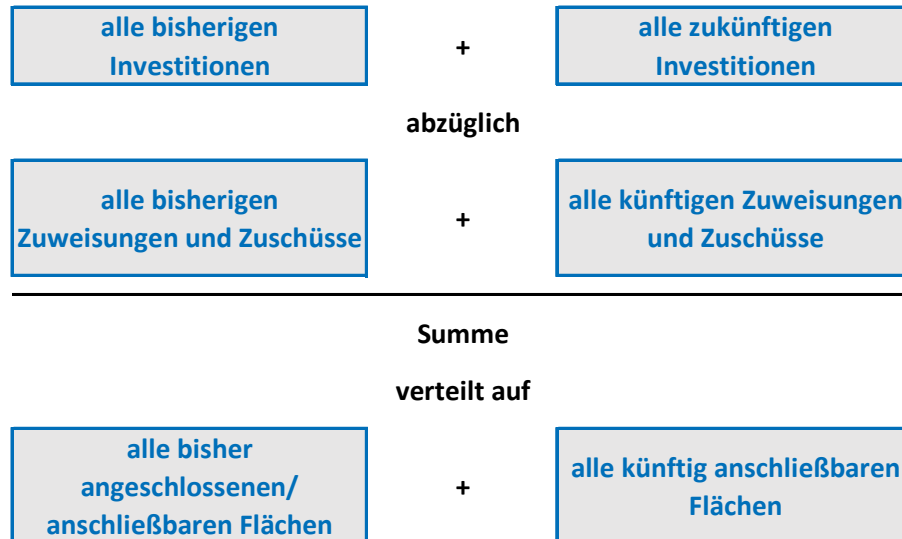 alle bisherigen
Investitionen
+
alle zukünftigen
Investitionen
abzüglich
alle bisherigen
Zuweisungen und Zuschüsse
+
alle künftigen Zuweisungen
und Zuschüsse
Summe
verteilt auf
alle bisher
angeschlossenen/
anschließbaren Flächen
+
alle künftig anschließbaren
Flächen